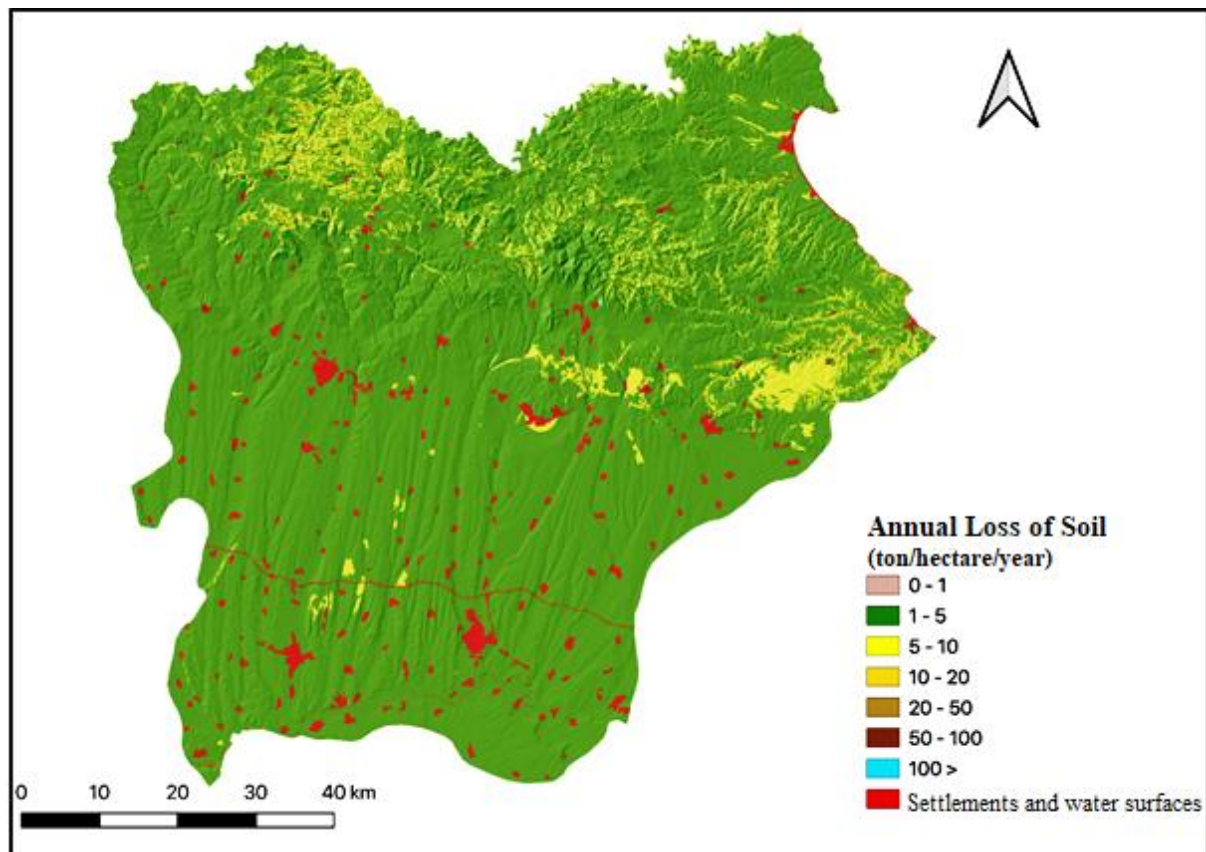 Annual Loss of Soil
(ton/hectare/year)
0 - 1
1 - 5
5 - 10
10 - 20
20 - 50
50 - 100
100 >
Settlements and water surfaces
0 10 20 30 40 km